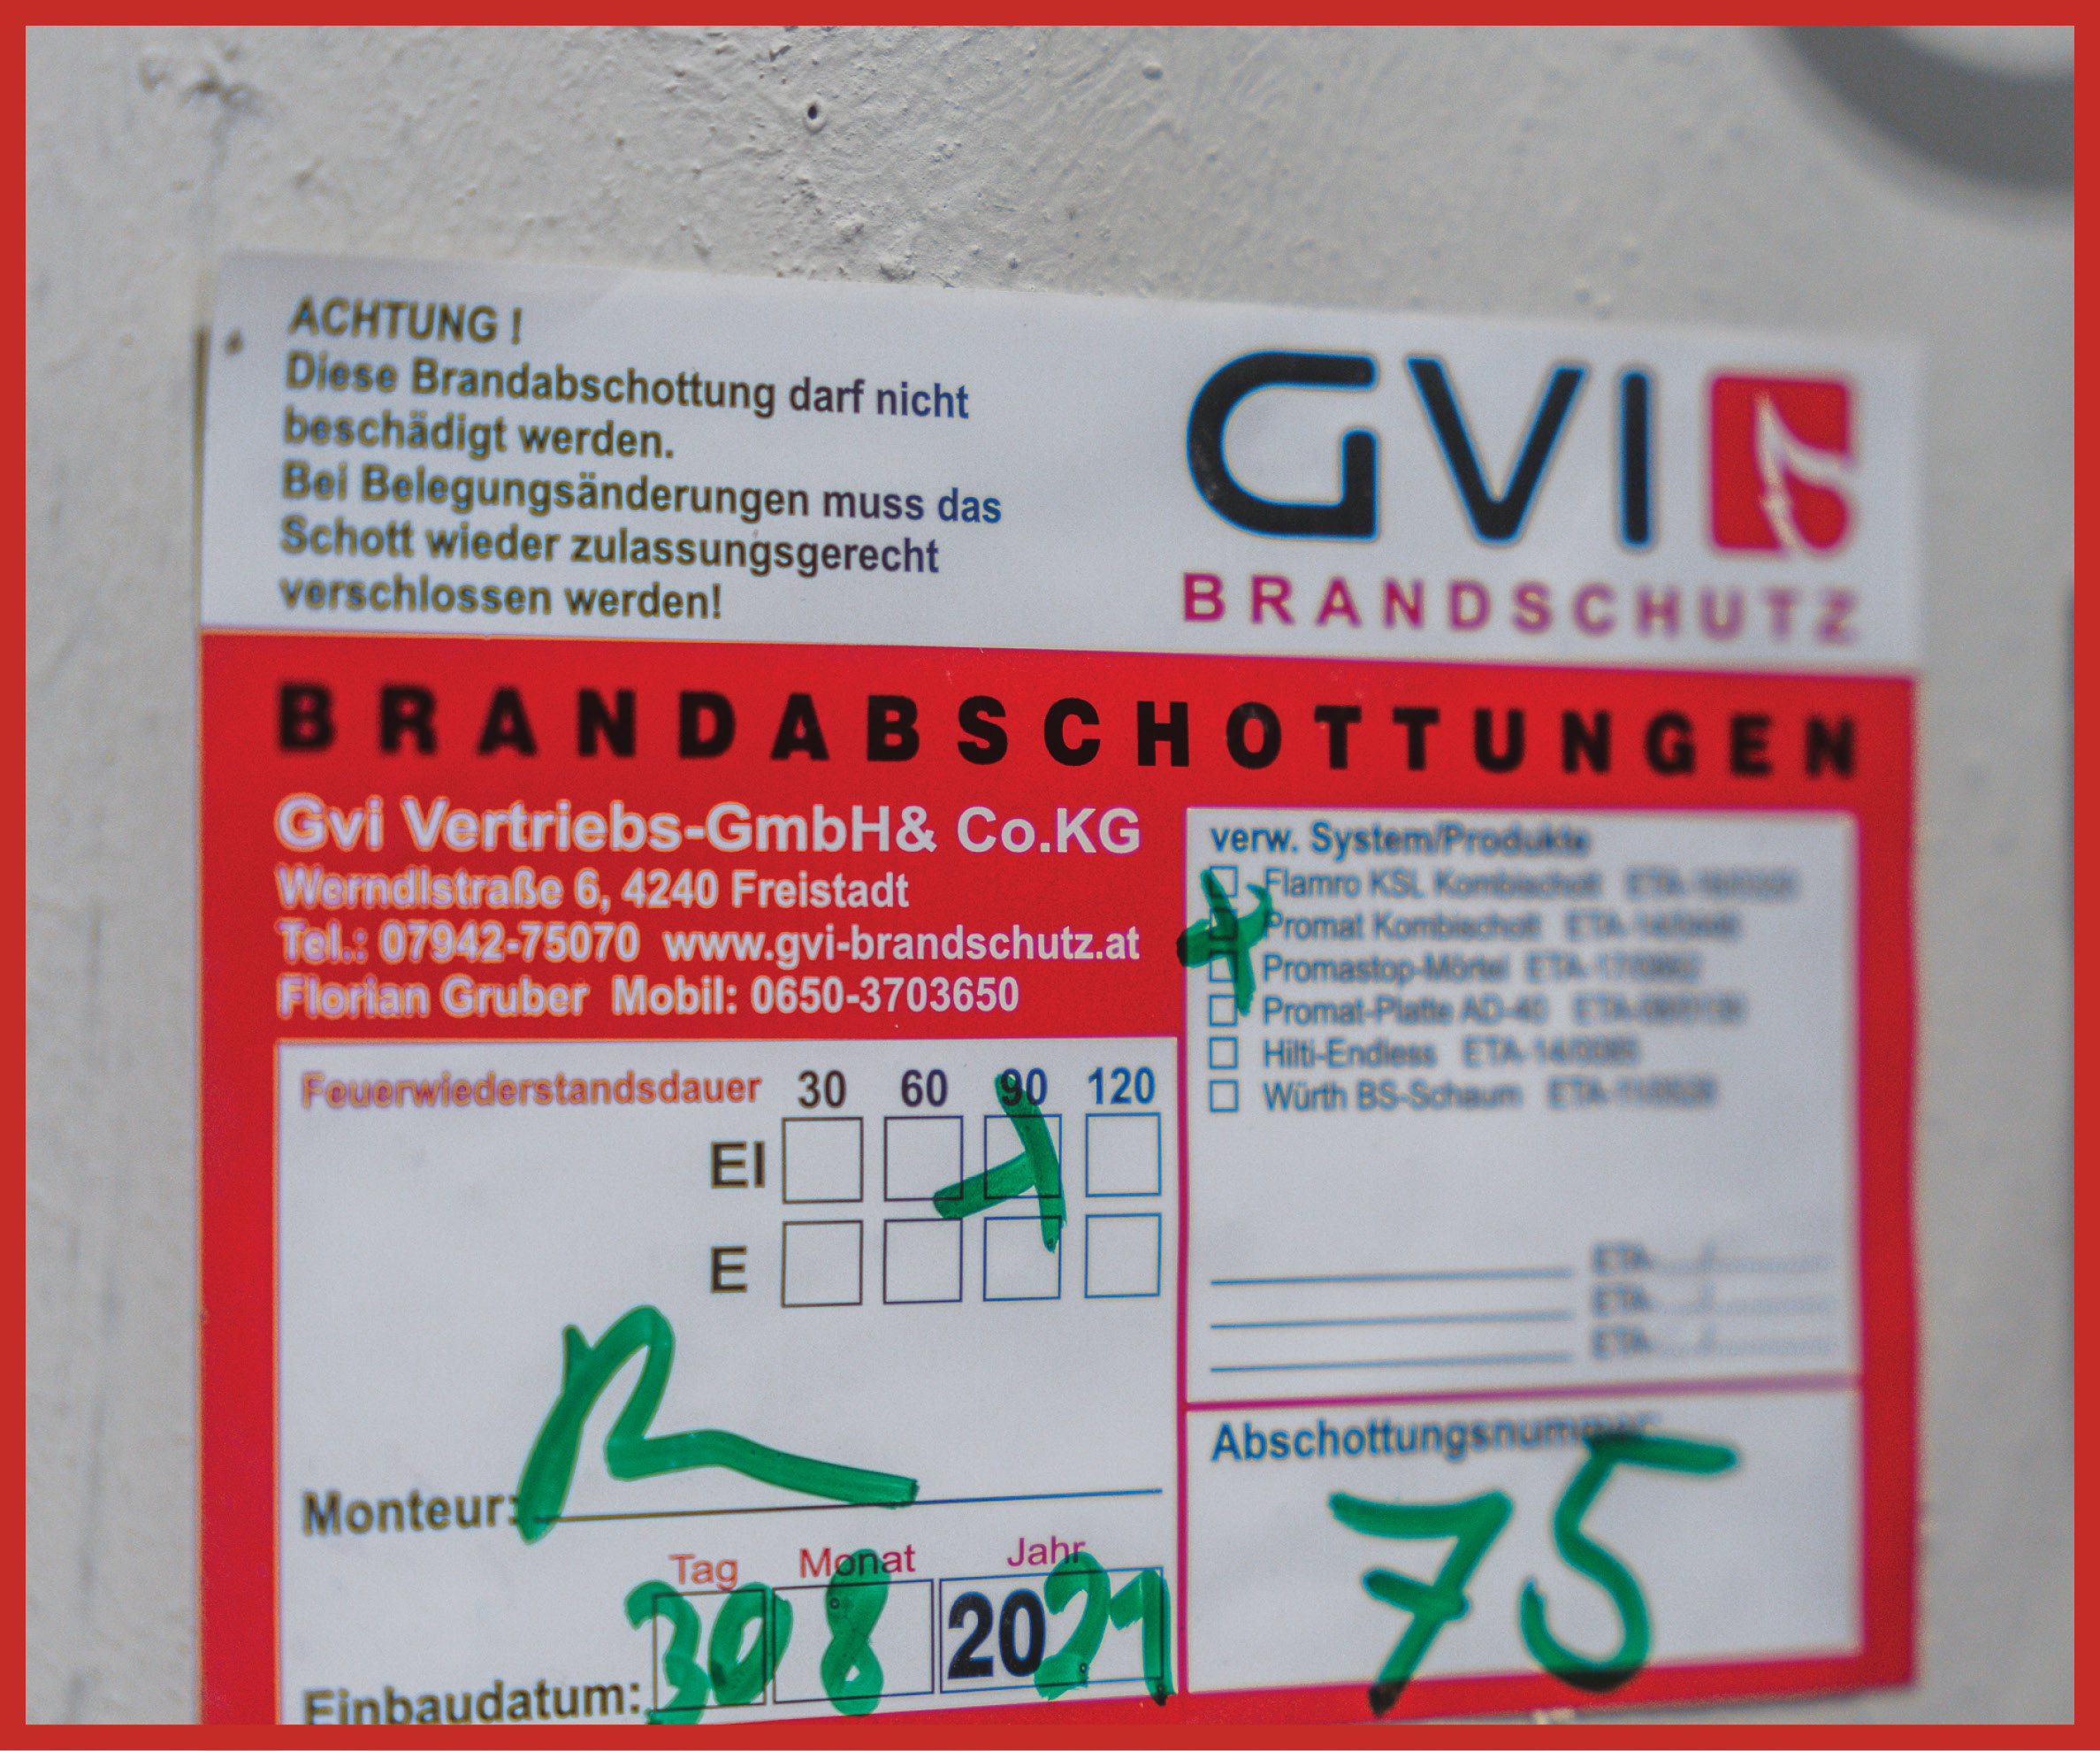 ACHTUNG !
Diese Brandabschottung darf nicht
beschädigt werden.
Bei Belegungsänderungen muss das
Schott wieder zulassungsgerecht
verschlossen werden!
GVI
BRANDSCHUTZ
BRANDABSCHOTTUNGEN
Gvi Vertriebs-GmbH& Co.KG
Werndlstraße 6, 4240 Freistadt
Tel.: 07942-75070 www.gvi-brandschutz.at
Florian Gruber Mobil: 0650-3703650
verw. System/Produkte
Flamro KSL Kombischott
Promat Kombischott
Promastop-Mörtel
Promat-Platte AD-40
Hilti-Endless
Würth BS-Schaum
ETA
ETA
ETA
Feuerwiederstandsdauer 30 60 90 120
EI
E
Monteur:
Tag Monat Jahr
Einbaudatum: 30 8 2021
Abschottungsnummer
75